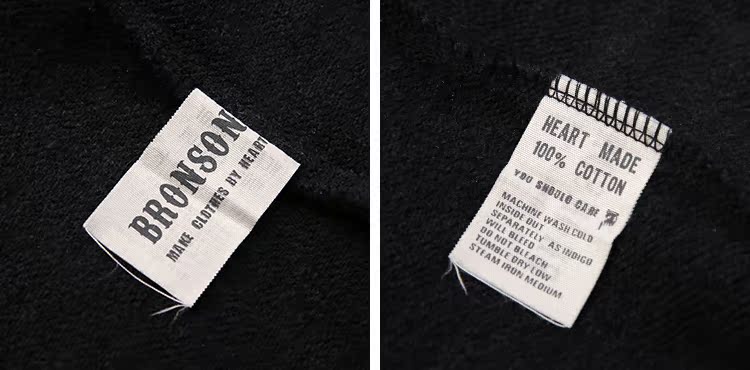 BRONSON
MAKE CLOTHES BY HEART
HEART MADE
100% COTTON
YOU SHOULD CARE
MACHINE WASH COLD
INSIDE OUT
SEPARATELY AS INDIGO
WILL BLEED
DO NOT BLEACH
TUMBLE DRY LOW
STEAM IRON MEDIUM